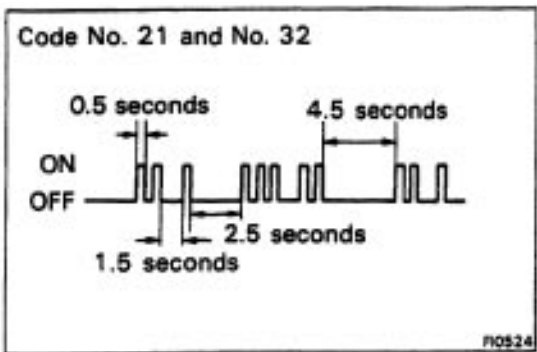 Code No. 21 and No. 32
0.5 seconds
4.5 seconds
ON
OFF
2.5 seconds
1.5 seconds
FI0524